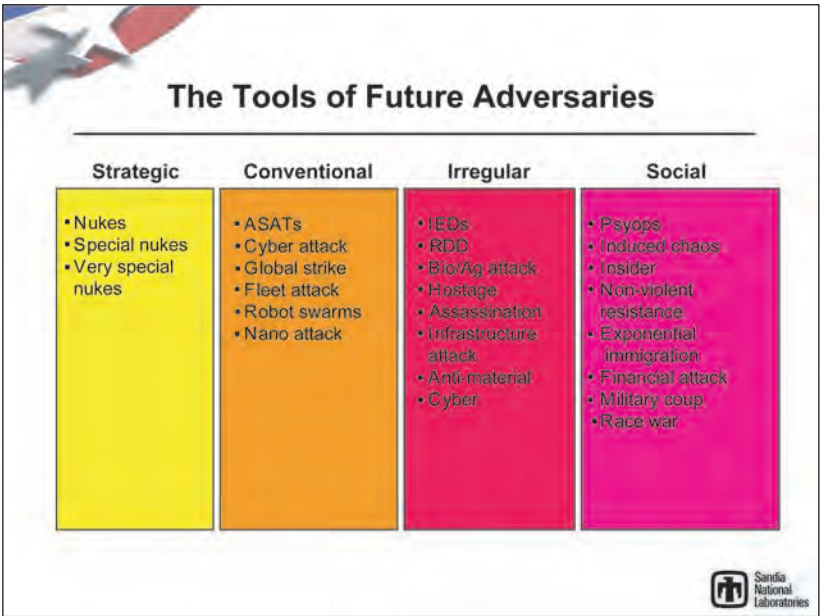 The Tools of Future Adversaries
Strategic
▪ Nukes
▪ Special nukes
▪ Very special
nukes
Conventional
▪ ASATs
▪ Cyber attack
▪ Global strike
▪ Fleet attack
▪ Robot swarms
▪ Nano attack
Irregular
▪ IEDs
▪ RDD
▪ Bio/Ag attack
▪ Hostage
▪ Assassination
▪ Infrastructure
attack
▪ Anti-material
▪ Cyber
Social
▪ Psyops
▪ Induced chaos
▪ Insider
▪ Non-violent
resistance
▪ Exponential
immigration
▪ Financial attack
▪ Military coup
▪ Race war
Sandia
National
Laboratories